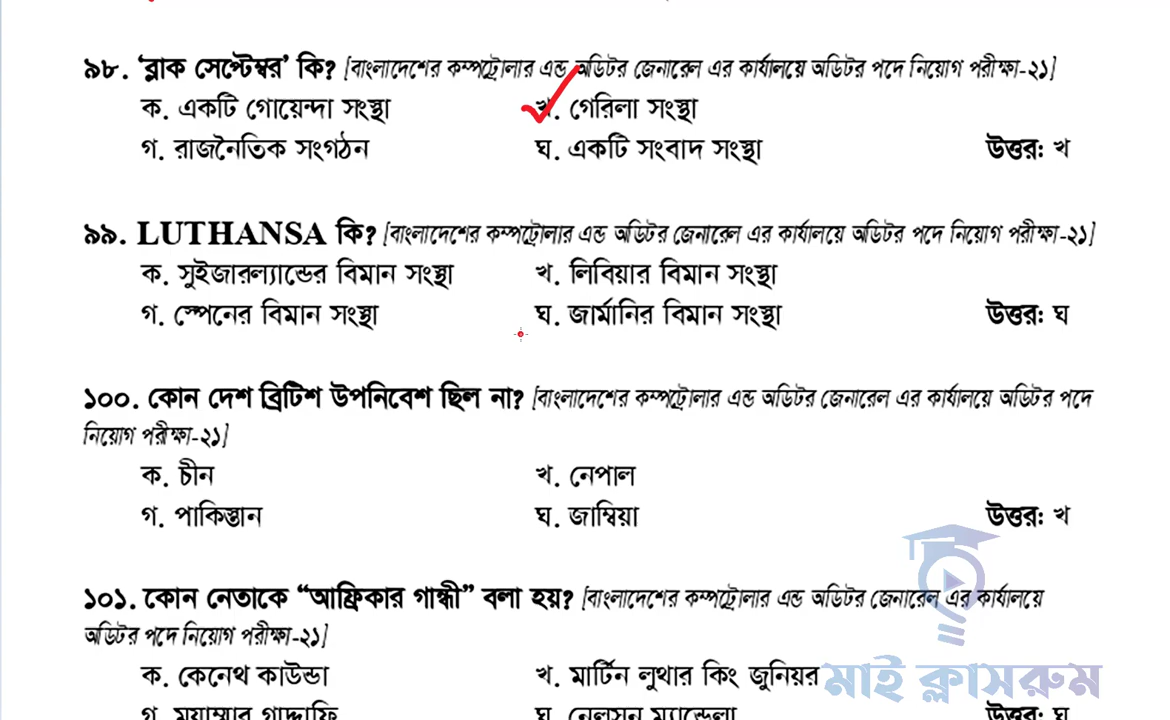 ৯৮. ‘ব্লাক সেপ্টেম্বর’ কি? [বাংলাদেশের কম্পট্রোলার এন্ড অডিটর জেনারেল এর কার্যালয়ে অডিটর পদে নিয়োগ পরীক্ষা-২১]
ক. একটি গোয়েন্দা সংস্থা খ. গেরিলা সংস্থা
গ. রাজনৈতিক সংগঠন ঘ. একটি সংবাদ সংস্থা উত্তর: খ
৯৯. LUTHANSA কি? [বাংলাদেশের কম্পট্রোলার এন্ড অডিটর জেনারেল এর কার্যালয়ে অডিটর পদে নিয়োগ পরীক্ষা-২১]
ক. সুইজারল্যান্ডের বিমান সংস্থা খ. লিবিয়ার বিমান সংস্থা
গ. স্পেনের বিমান সংস্থা ঘ. জার্মানির বিমান সংস্থা উত্তর: ঘ
১০০. কোন দেশ ব্রিটিশ উপনিবেশ ছিল না? [বাংলাদেশের কম্পট্রোলার এন্ড অডিটর জেনারেল এর কার্যালয়ে অডিটর পদে
নিয়োগ পরীক্ষা-২১]
ক. চীন খ. নেপাল
গ. পাকিস্তান ঘ. জাম্বিয়া উত্তর: খ
১০১. কোন নেতাকে “আফ্রিকার গান্ধী” বলা হয়? [বাংলাদেশের কম্পট্রোলার এন্ড অডিটর জেনারেল এর কার্যালয়ে
অডিটর পদে নিয়োগ পরীক্ষা-২১]
ক. কেনেথ কাউন্ডা খ. মার্টিন লুথার কিং জুনিয়র
মাই ক্লাসরুম
গ. মুয়াম্মার গাদ্দাফি ঘ. নেলসন ম্যান্ডেলা উত্তর: ঘ